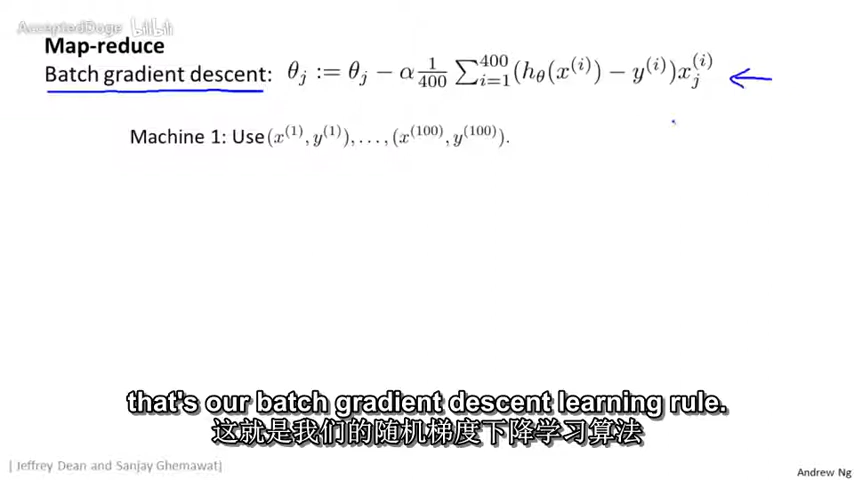 AcceptedDoge bilibili
Map-reduce
Batch gradient descent: θ_j := θ_j − α \frac{1}{400} ∑_{i=1}^{400} (h_θ(x^{(i)}) − y^{(i)}) x_j^{(i)}
Machine 1: Use (x^{(1)}, y^{(1)}), . . . , (x^{(100)}, y^{(100)}).
that's our batch gradient descent learning rule.
这就是我们的随机梯度下降学习算法
[ Jeffrey Dean and Sanjay Ghemawat]
Andrew Ng